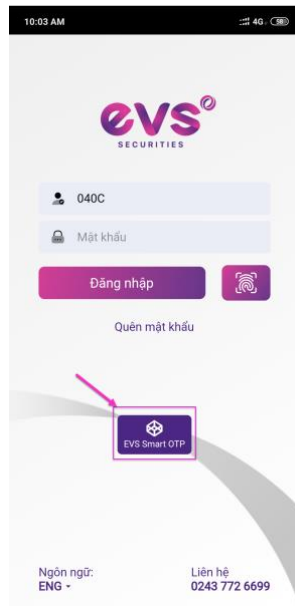 10:03 AM
4G 58
evs
SECURITIES
040C
Mật khẩu
Đăng nhập
Quên mật khẩu
EVS Smart OTP
Ngôn ngữ:
ENG
Liên hệ
0243 772 6699